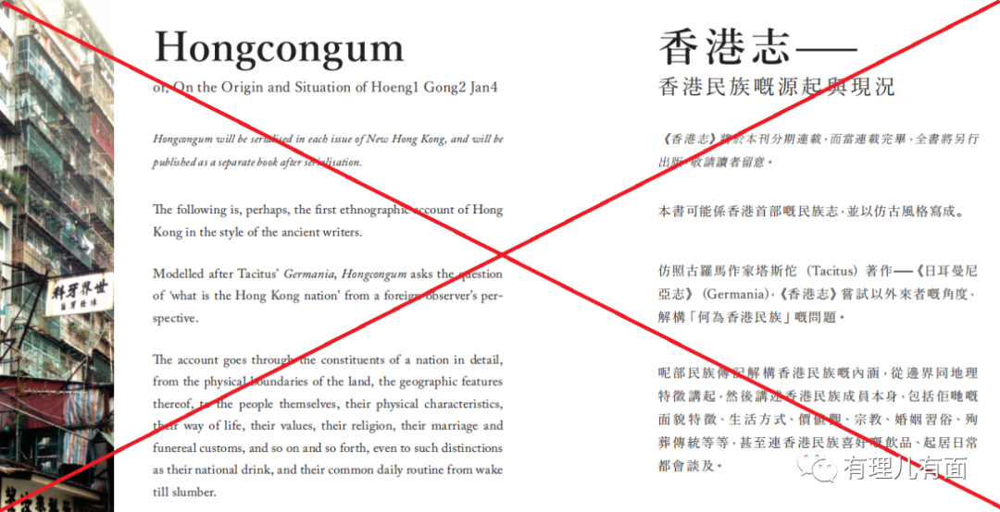 Hongcongum
or, On the Origin and Situation of Hoeng1 Gong2 Jan4
Hongcongum will be serialised in each issue of New Hong Kong, and will be
published as a separate book after serialisation.
The following is, perhaps, the first ethnographic account of Hong
Kong in the style of the ancient writers.
Modelled after Tacitus’ Germania, Hongcongum asks the question
of ‘what is the Hong Kong nation’ from a foreign observer’s per-
spective.
The account goes through the constituents of a nation in detail,
from the physical boundaries of the land, the geographic features
thereof, to the people themselves, their physical characteristics,
their way of life, their values, their religion, their marriage and
funereal customs, and so on and so forth, even to such distinctions
as their national drink, and their common daily routine from wake
till slumber.
香港志——
香港民族嘅源起與現況
《香港志》將於本刊分期連載，而當連載完畢，全書將另行
出版，敬請讀者留意。
本書可能係香港首部嘅民族志，並以仿古風格寫成。
仿照古羅馬作家塔斯佗 (Tacitus) 著作——《日耳曼尼
亞志》 (Germania)，《香港志》嘗試以外來者嘅角度，
解構「何為香港民族」嘅問題。
呢部民族傳記解構香港民族嘅內涵，從邊界同地理
特徵講起，然後講述香港民族成員本身，包括佢哋嘅
面貌特徵、生活方式、價值觀、宗教、婚姻習俗、殉
葬傳統等等，甚至連香港民族喜好嘅飲品、起居日常
都會談及。
世界牙科
有理儿有面